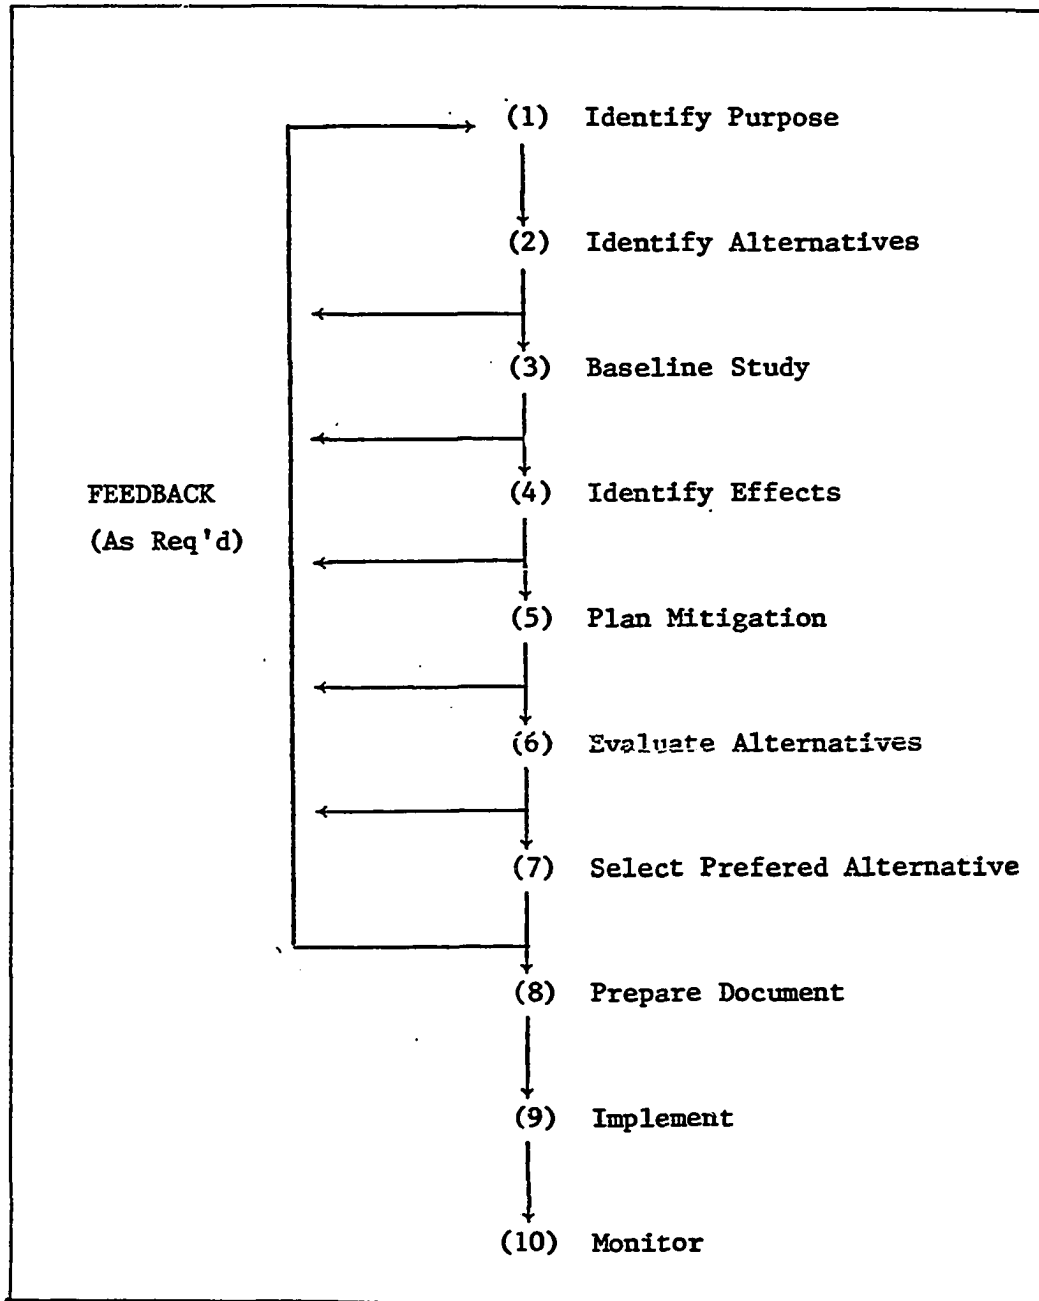 (1) Identify Purpose
(2) Identify Alternatives
(3) Baseline Study
FEEDBACK
(As Req'd)
(4) Identify Effects
(5) Plan Mitigation
(6) Evaluate Alternatives
(7) Select Prefered Alternative
(8) Prepare Document
(9) Implement
(10) Monitor